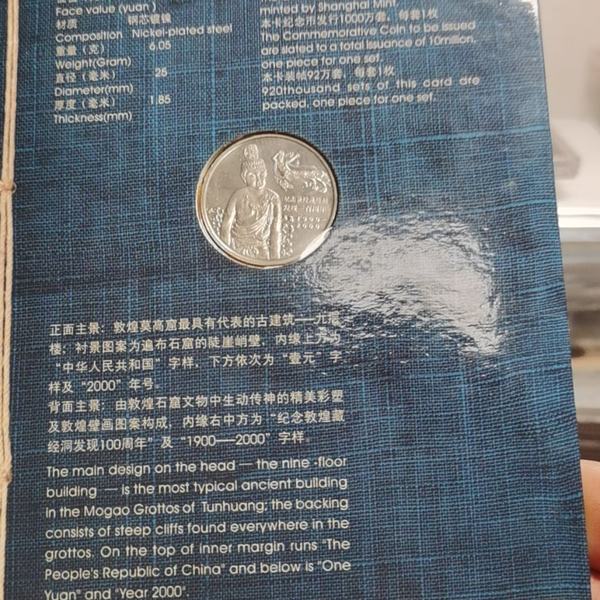 Face value (yuan )
材质 钢芯镀镍
Composition Nickel-plated steel
重量（克） 6.05
Weight(Gram)
直径（毫米） 25
Diameter(mm)
厚度（毫米） 1.85
Thickness(mm)
Minted by Shanghai Mint.
本卡纪念币发行1000万套，每套1枚
The Commemorative Coin to be issued
are slated to a total issuance of 10million,
one piece for one set.
本卡装帧92万套，每套1枚
920thousand sets of this card are
packed, one piece for one set.
1900
2000
正面主景：敦煌莫高窟最具有代表的古建筑——九层
楼；衬景图案为遍布石窟的陡崖峭壁，内缘上方为
“中华人民共和国”字样，下方依次为“壹元”字
样及“2000”年号。
背面主景：由敦煌石窟文物中生动传神的精美彩塑
及敦煌壁画图案构成，内缘右中方为“纪念敦煌藏
经洞发现100周年”及“1900—2000”字样。
The main design on the head — the nine -floor
building — is the most typical ancient building
in the Mogao Grottos of Tunhuang; the backing
consists of steep cliffs found everywhere in the
grottos. On the top of inner margin runs "The
People's Republic of China" and below is "One
Yuan" and "Year 2000".